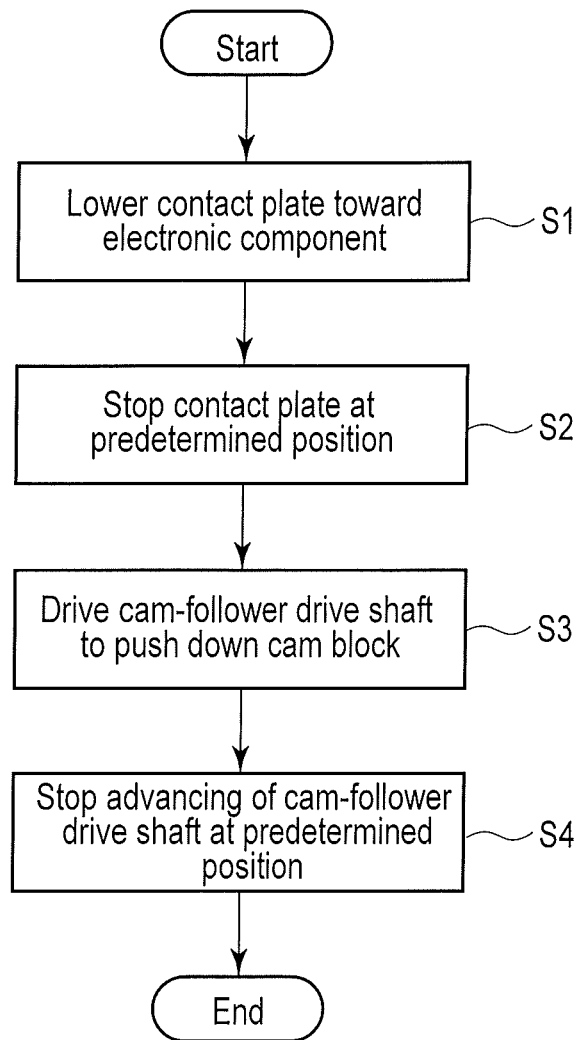 Start
Lower contact plate toward
electronic component
S1
Stop contact plate at
predetermined position
S2
Drive cam-follower drive shaft
to push down cam block
S3
Stop advancing of cam-follower
drive shaft at predetermined
position
S4
End